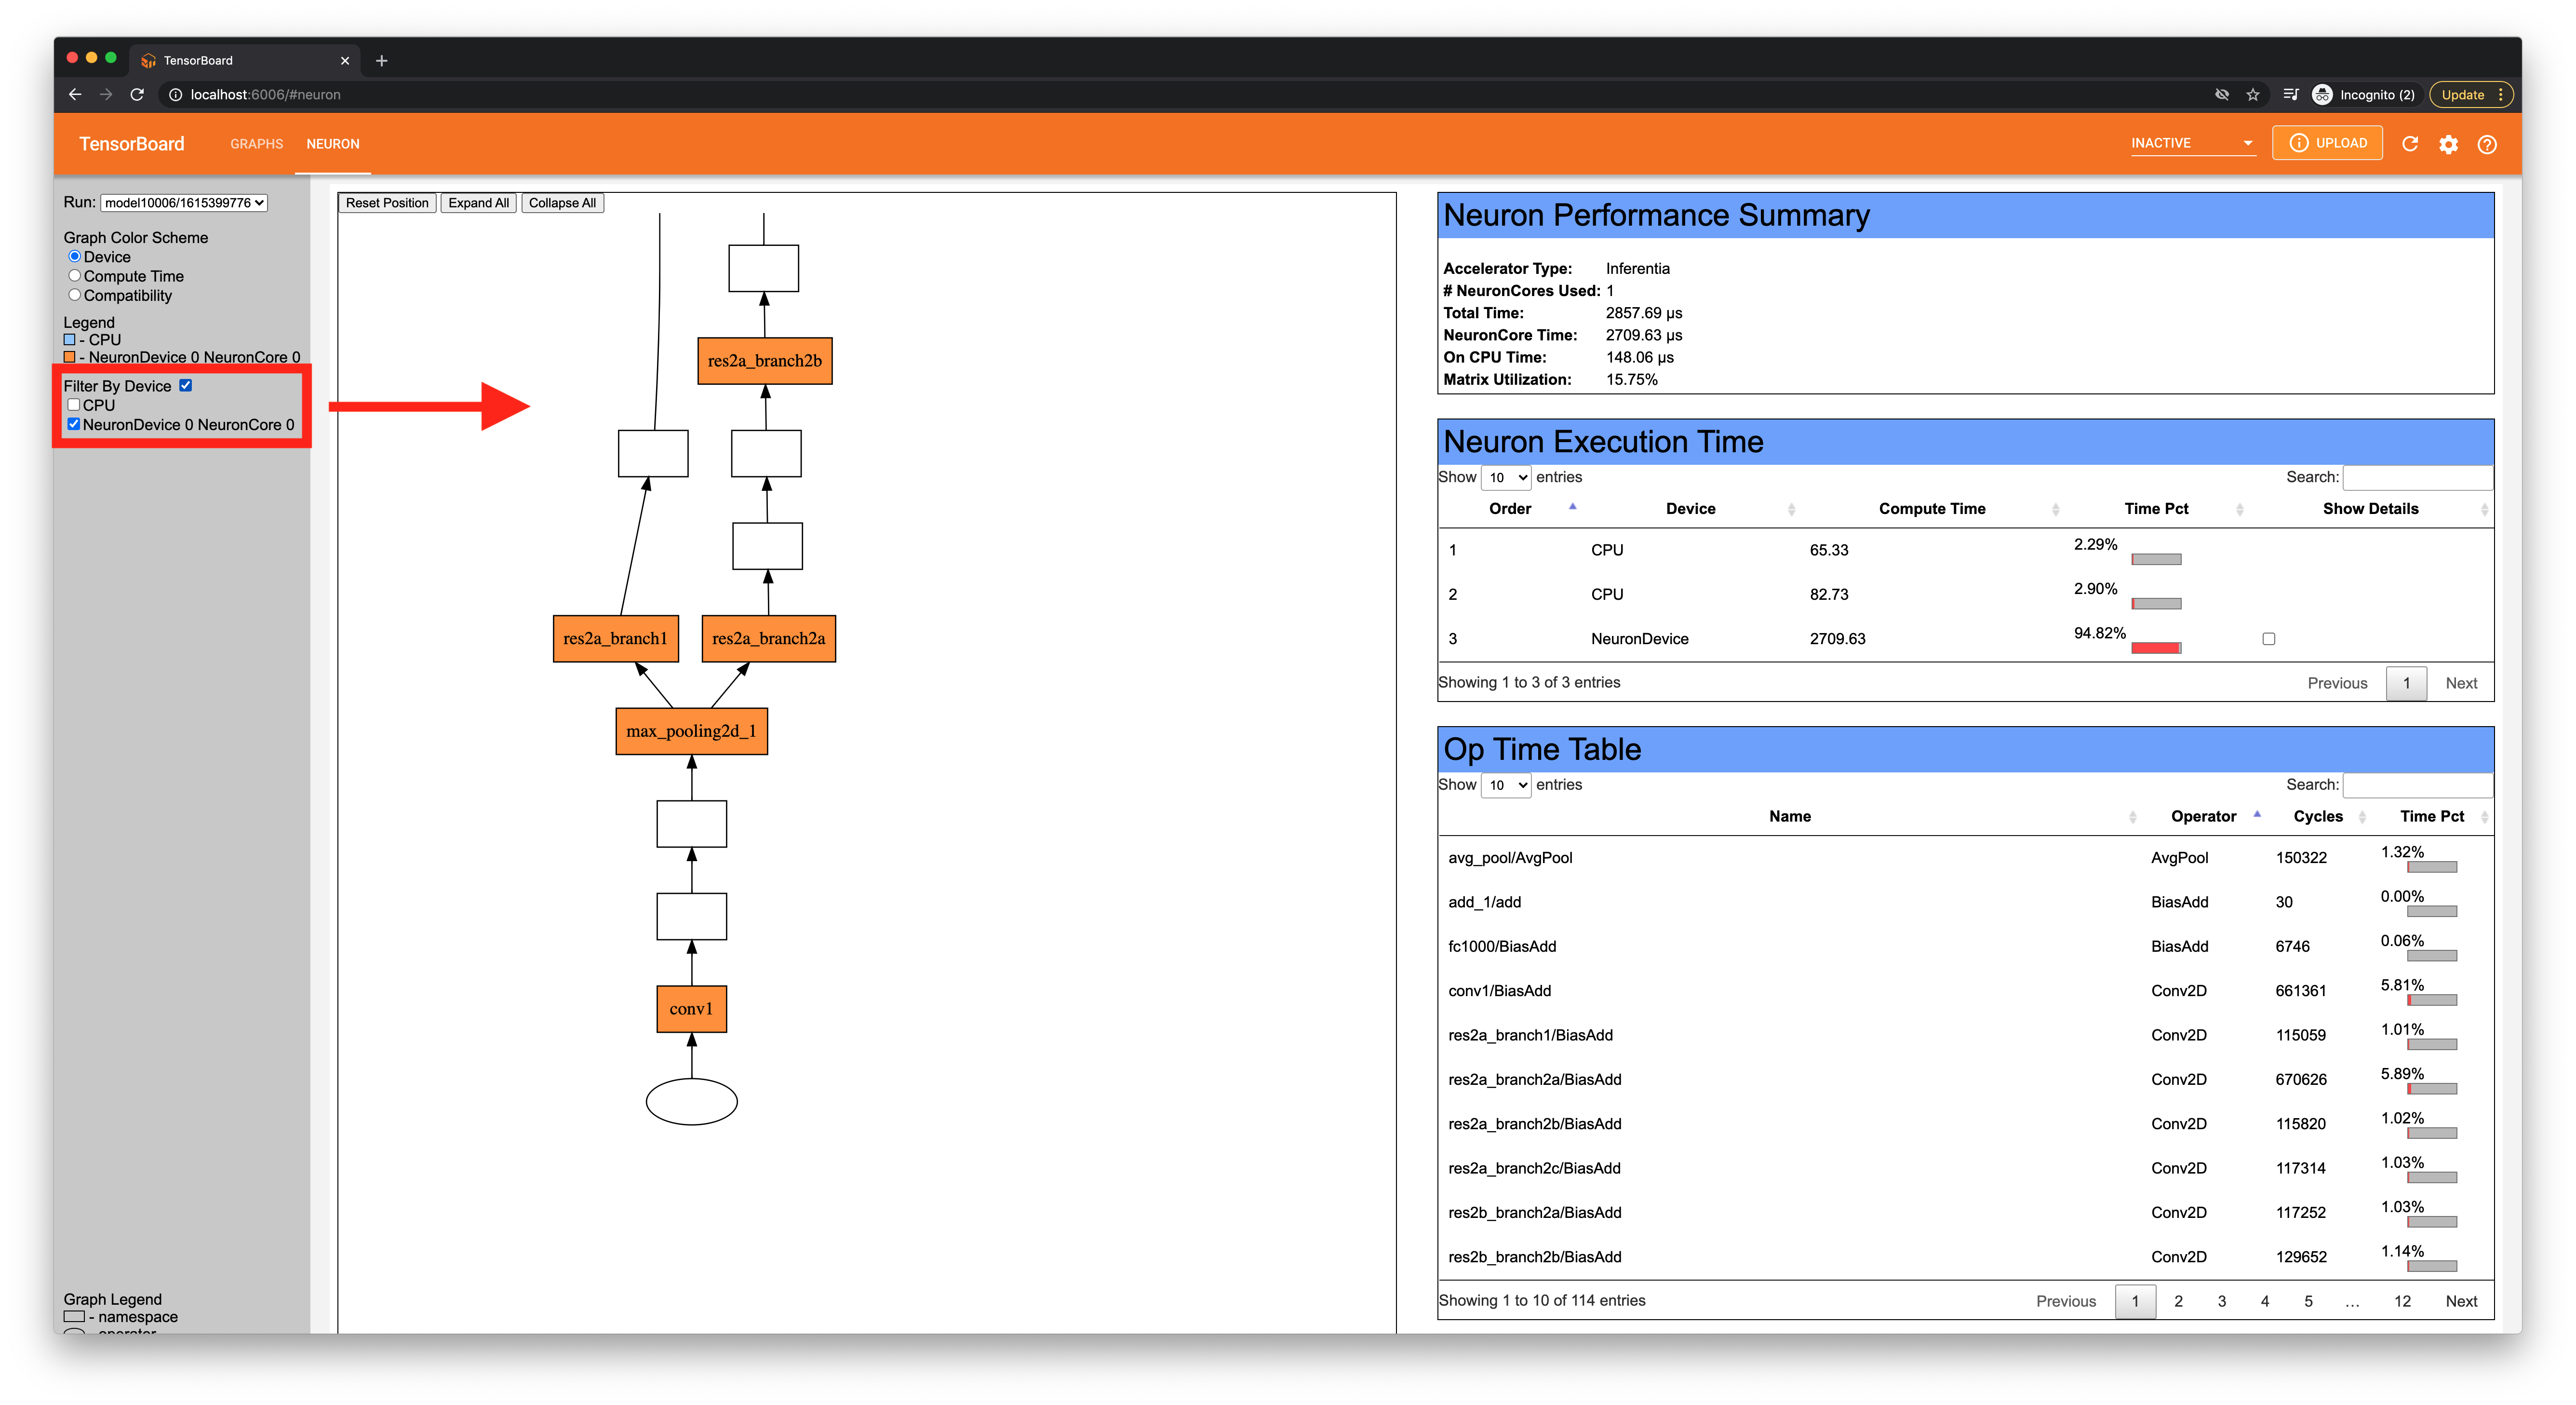 TensorBoard
localhost:6006/#neuron
Incognito (2)
Update
TensorBoard
GRAPHS
NEURON
INACTIVE
UPLOAD
Run: model10006/1615399776
Graph Color Scheme
Device
Compute Time
Compatibility
Legend
- CPU
- NeuronDevice 0 NeuronCore 0
Filter By Device
CPU
NeuronDevice 0 NeuronCore 0
Graph Legend
- namespace
- operator
Reset Position
Expand All
Collapse All
res2a_branch2b
res2a_branch1
res2a_branch2a
max_pooling2d_1
conv1
Neuron Performance Summary
Accelerator Type: Inferentia
# NeuronCores Used: 1
Total Time: 2857.69 µs
NeuronCore Time: 2709.63 µs
On CPU Time: 148.06 µs
Matrix Utilization: 15.75%
Neuron Execution Time
Show 10 entries Search:
Order Device Compute Time Time Pct Show Details
1 CPU 65.33 2.29%
2 CPU 82.73 2.90%
3 NeuronDevice 2709.63 94.82%
Showing 1 to 3 of 3 entries Previous 1 Next
Op Time Table
Show 10 entries Search:
Name Operator Cycles Time Pct
avg_pool/AvgPool AvgPool 150322 1.32%
add_1/add BiasAdd 30 0.00%
fc1000/BiasAdd BiasAdd 6746 0.06%
conv1/BiasAdd Conv2D 661361 5.81%
res2a_branch1/BiasAdd Conv2D 115059 1.01%
res2a_branch2a/BiasAdd Conv2D 670626 5.89%
res2a_branch2b/BiasAdd Conv2D 115820 1.02%
res2a_branch2c/BiasAdd Conv2D 117314 1.03%
res2b_branch2a/BiasAdd Conv2D 117252 1.03%
res2b_branch2b/BiasAdd Conv2D 129652 1.14%
Showing 1 to 10 of 114 entries Previous 1 2 3 4 5 … 12 Next